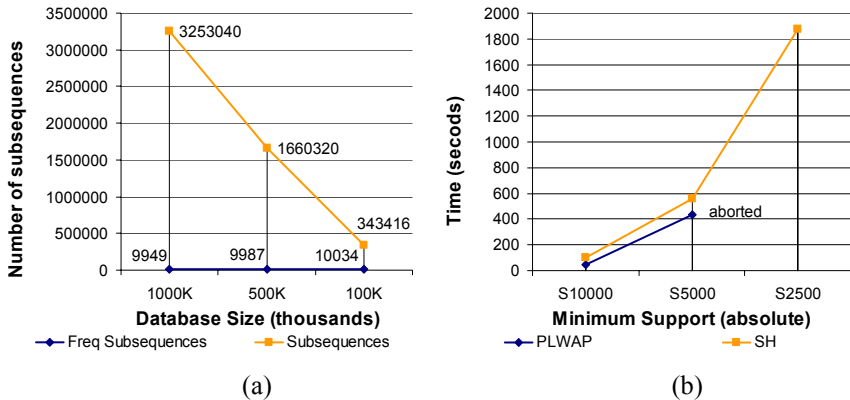 Number of subsequences
3500000
3000000
2500000
2000000
1500000
1000000
500000
0
3253040
1660320
343416
9949
9987
10034
1000K 500K 100K
Database Size (thousands)
Freq Subsequences Subsequences
(a)
Time (secods)
2000
1800
1600
1400
1200
1000
800
600
400
200
0
aborted
S10000 S5000 S2500
Minimum Support (absolute)
PLWAP SH
(b)